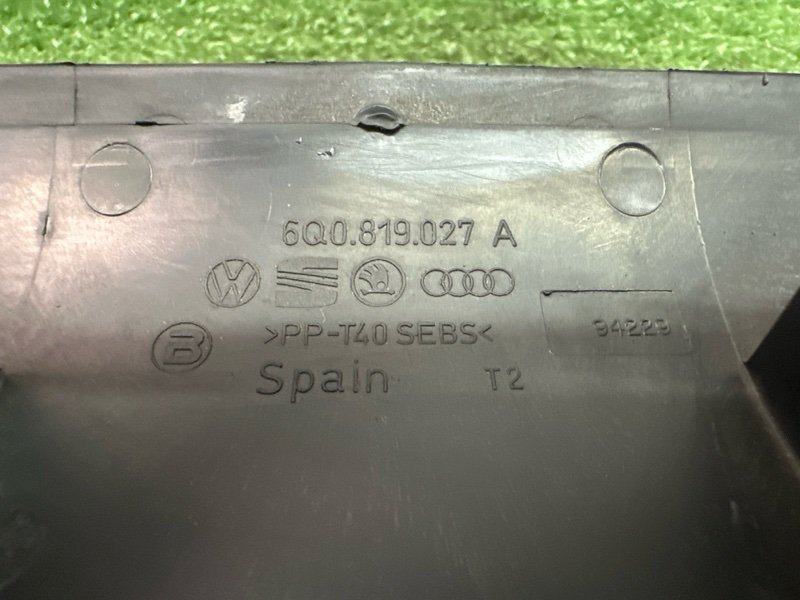 6Q0.819.027 A
B >PP-T40 SEBS< 94229
Spain T2